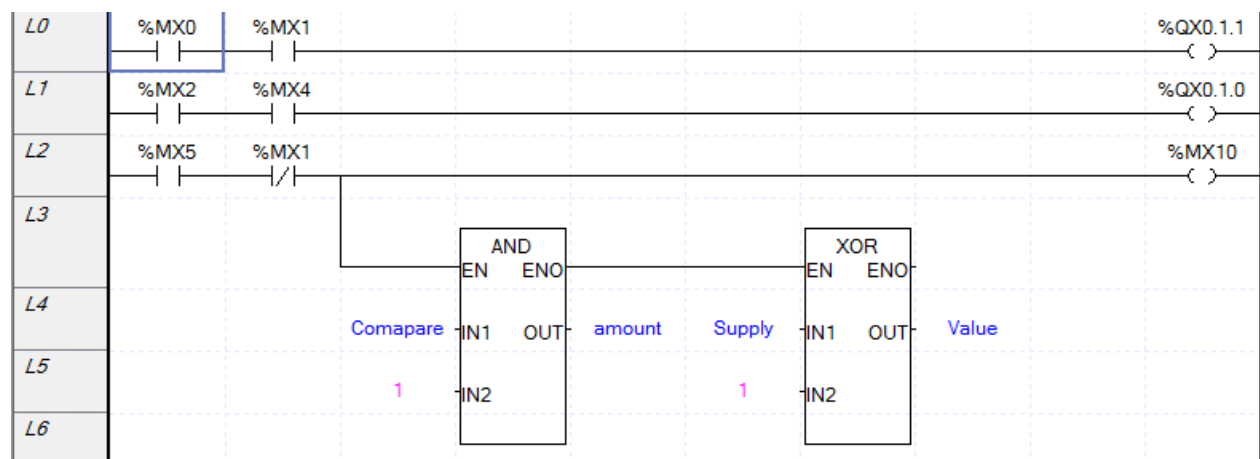 L0 %MX0 %MX1 %QX0.1.1
L1 %MX2 %MX4 %QX0.1.0
L2 %MX5 %MX1 %MX10
L3
AND XOR
EN ENO EN ENO
L4
Comapare IN1 OUT amount Supply IN1 OUT Value
L5
1 IN2 1 IN2
L6